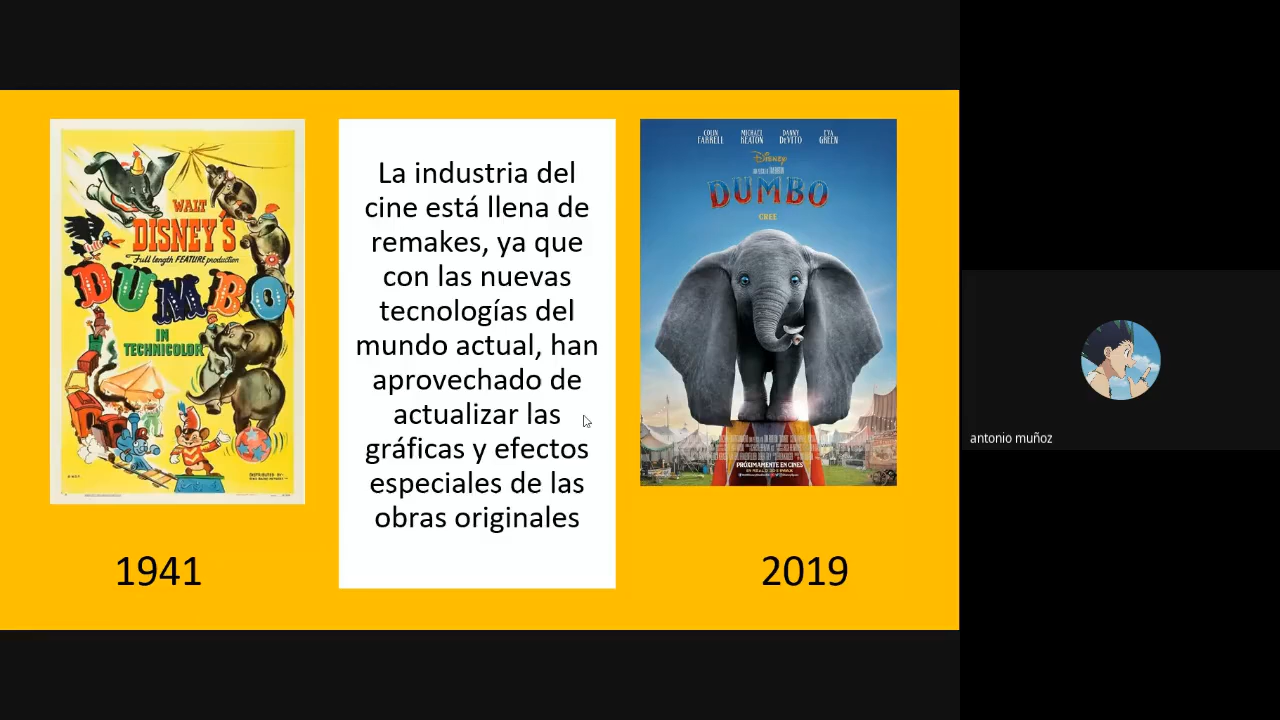 WALT
DISNEY'S
Full length FEATURE production
DUMBO
IN
TECHNICOLOR
1941
La industria del
cine está llena de
remakes, ya que
con las nuevas
tecnologías del
mundo actual, han
aprovechado de
actualizar las
gráficas y efectos
especiales de las
obras originales
COLIN FARRELL MICHAEL KEATON DANNY DeVITO EVA GREEN
Disney
DUMBO
CREE
PRÓXIMAMENTE EN CINES
2019
antonio muñoz